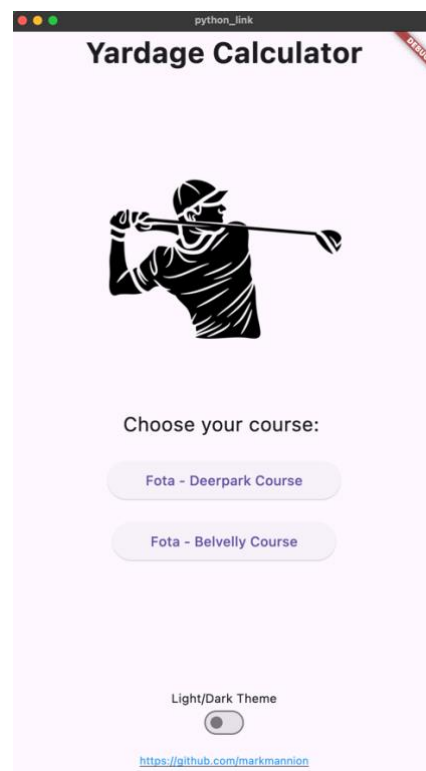 python_link
Yardage Calculator
DEBUG
Choose your course:
Fota - Deerpark Course
Fota - Belvelly Course
Light/Dark Theme
https://github.com/markmannion